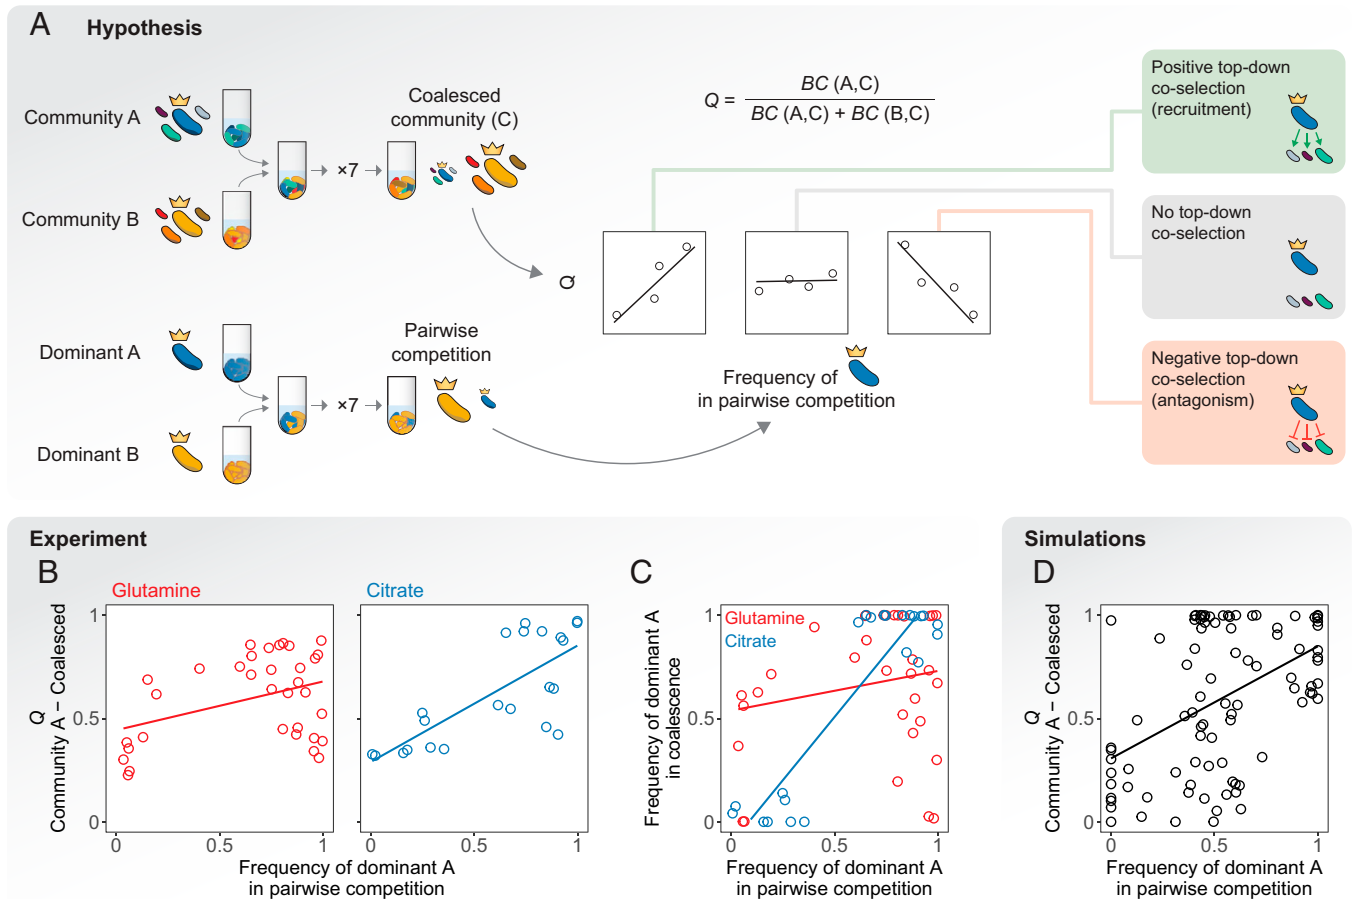 A Hypothesis
Community A
Community B
×7
Coalesced
community (C)
Q = BC (A,C)
BC (A,C) + BC (B,C)
Positive top-down
co-selection
(recruitment)
No top-down
co-selection
Negative top-down
co-selection
(antagonism)
Q
Dominant A
Dominant B
×7
Pairwise
competition
Frequency of
in pairwise competition
Experiment
B
Glutamine
Citrate
Q
Community A – Coalesced
1
0.5
0
0
0.5
1
0
0.5
1
Frequency of dominant A
in pairwise competition
C
Glutamine
Citrate
Frequency of dominant A
in coalescence
1
0.5
0
0
0.5
1
Frequency of dominant A
in pairwise competition
Simulations
D
Q
Community A – Coalesced
1
0.5
0
0
0.5
1
Frequency of dominant A
in pairwise competition